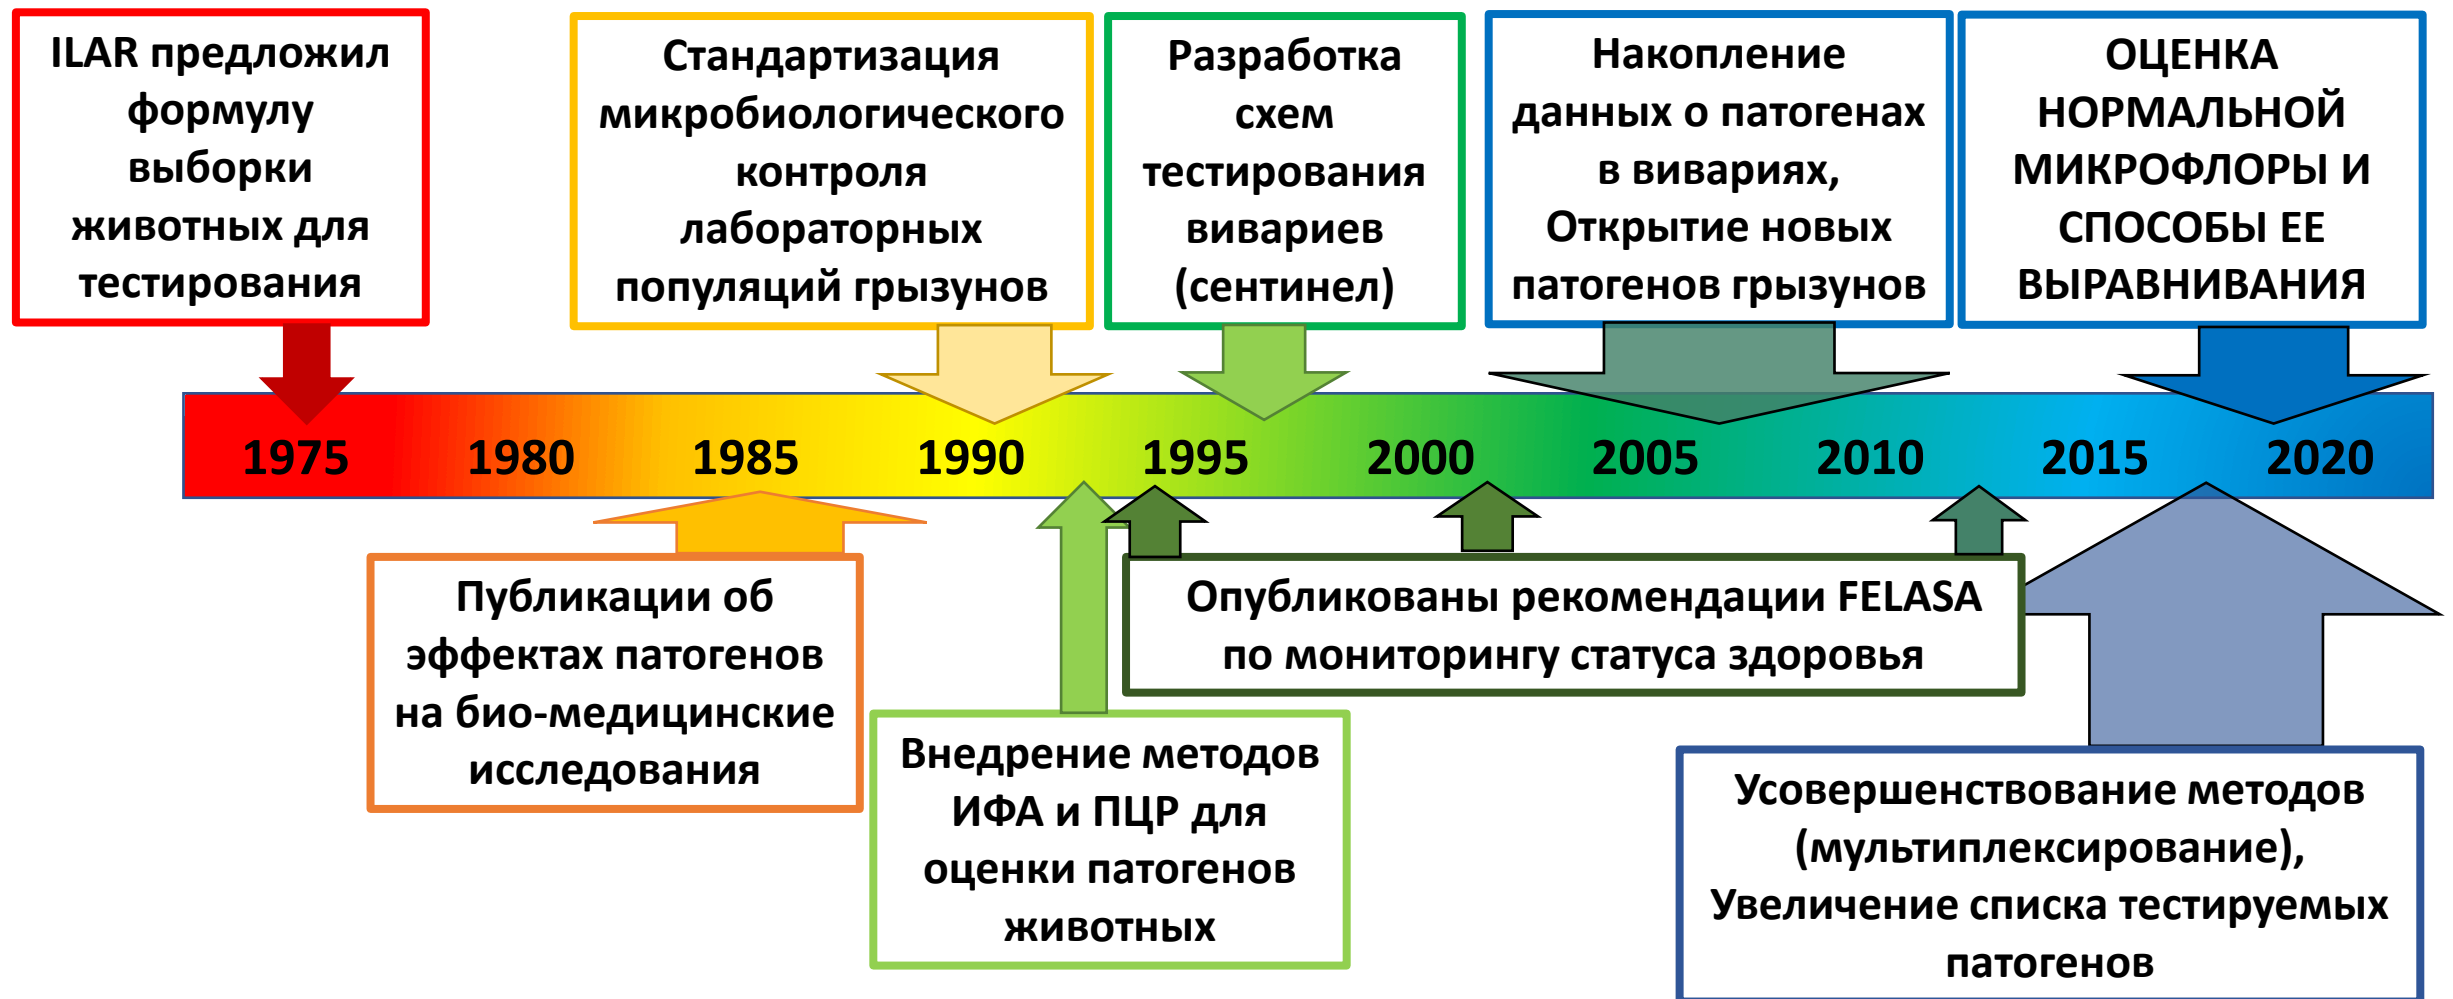 ILAR предложил
формулу
выборки
животных для
тестирования
Стандартизация
микробиологического
контроля
лабораторных
популяций грызунов
Разработка
схем
тестирования
вивариев
(сентинел)
Накопление
данных о патогенах
в вивариях,
Открытие новых
патогенов грызунов
ОЦЕНКА
НОРМАЛЬНОЙ
МИКРОФЛОРЫ И
СПОСОБЫ ЕЕ
ВЫРАВНИВАНИЯ
1975 1980 1985 1990 1995 2000 2005 2010 2015 2020
Публикации об
эффектах патогенов
на био-медицинские
исследования
Внедрение методов
ИФА и ПЦР для
оценки патогенов
животных
Опубликованы рекомендации FELASA
по мониторингу статуса здоровья
Усовершенствование методов
(мультиплексирование),
Увеличение списка тестируемых
патогенов